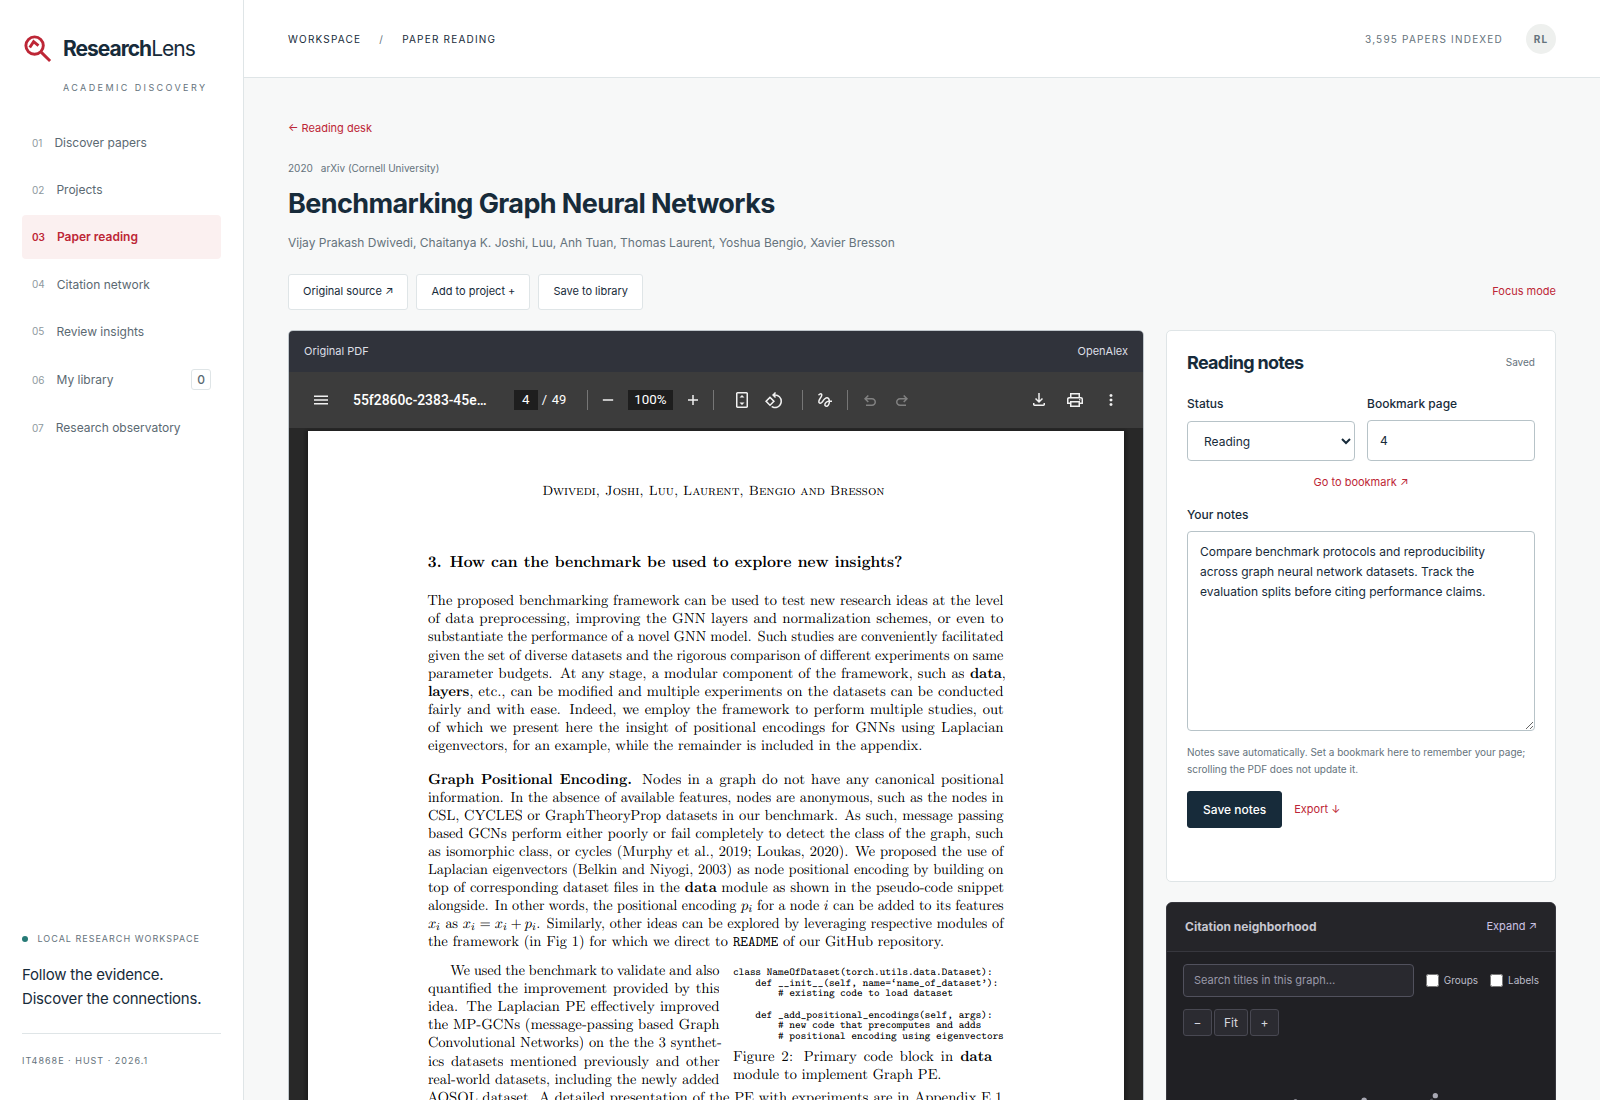 ResearchLens
ACADEMIC DISCOVERY
01 Discover papers
02 Projects
03 Paper reading
04 Citation network
05 Review insights
06 My library 0
07 Research observatory
LOCAL RESEARCH WORKSPACE
Follow the evidence.
Discover the connections.
IT4868E · HUST · 2026.1
WORKSPACE / PAPER READING
3,595 PAPERS INDEXED RL
← Reading desk
2020 arXiv (Cornell University)
Benchmarking Graph Neural Networks
Vijay Prakash Dwivedi, Chaitanya K. Joshi, Luu, Anh Tuan, Thomas Laurent, Yoshua Bengio, Xavier Bresson
Original source ↗ Add to project + Save to library
Focus mode
Original PDF OpenAlex
55f2860c-2383-45e... 4 / 49 100%
Dwivedi, Joshi, Luu, Laurent, Bengio and Bresson
3. How can the benchmark be used to explore new insights?
The proposed benchmarking framework can be used to test new research ideas at the level
of data preprocessing, improving the GNN layers and normalization schemes, or even to
substantiate the performance of a novel GNN model. Such studies are conveniently facilitated
given the set of diverse datasets and the rigorous comparison of different experiments on same
parameter budgets. At any stage, a modular component of the framework, such as data,
layers, etc., can be modified and multiple experiments on the datasets can be conducted
fairly and with ease. Indeed, we employ the framework to perform multiple studies, out
of which we present here the insight of positional encodings for GNNs using Laplacian
eigenvectors, for an example, while the remainder is included in the appendix.
Graph Positional Encoding. Nodes in a graph do not have any canonical positional
information. In the absence of available features, nodes are anonymous, such as the nodes in
CSL, CYCLES or GraphTheoryProp datasets in our benchmark. As such, message passing
based GCNs perform either poorly or fail completely to detect the class of the graph, such
as isomorphic class, or cycles (Murphy et al., 2019; Loukas, 2020). We proposed the use of
Laplacian eigenvectors (Belkin and Niyogi, 2003) as node positional encoding by building on
top of corresponding dataset files in the data module as shown in the pseudo-code snippet
alongside. In other words, the positional encoding pᵢ for a node i can be added to its features
xᵢ as xᵢ = xᵢ + pᵢ. Similarly, other ideas can be explored by leveraging respective modules of
the framework (in Fig 1) for which we direct to README of our GitHub repository.
We used the benchmark to validate and also
quantified the improvement provided by this
idea. The Laplacian PE effectively improved
the MP-GCNs (message-passing based Graph
Convolutional Networks) on the the 3 synthet-
ics datasets mentioned previously and other
real-world datasets, including the newly added
AQSOL dataset. A detailed presentation of the PE with experiments are in Appendix E.1
class NameOfDataset(torch.utils.data.Dataset):
def __init__(self, name='name_of_dataset'):
# existing code to load dataset
def _add_positional_encodings(self, args):
# new code that precomputes and adds
# positional encoding using eigenvectors
Figure 2: Primary code block in data
module to implement Graph PE.
Reading notes Saved
Status Bookmark page
Reading 4
Go to bookmark ↗
Your notes
Compare benchmark protocols and reproducibility
across graph neural network datasets. Track the
evaluation splits before citing performance claims.
Notes save automatically. Set a bookmark here to remember your page;
scrolling the PDF does not update it.
Save notes Export ↓
Citation neighborhood Expand ↗
Search titles in this graph... Groups Labels
− Fit +